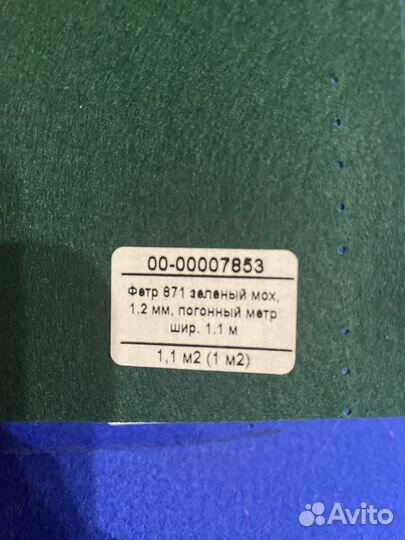 00-00007853
Фетр 871 зеленый мох,
1.2 мм, погонный метр
шир. 1.1 м
1,1 м2 (1 м2)
Avito